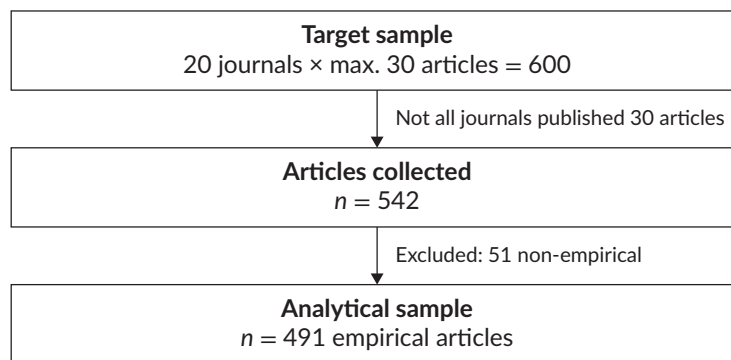 Target sample
20 journals × max. 30 articles = 600
Not all journals published 30 articles
Articles collected
n = 542
Excluded: 51 non-empirical
Analytical sample
n = 491 empirical articles